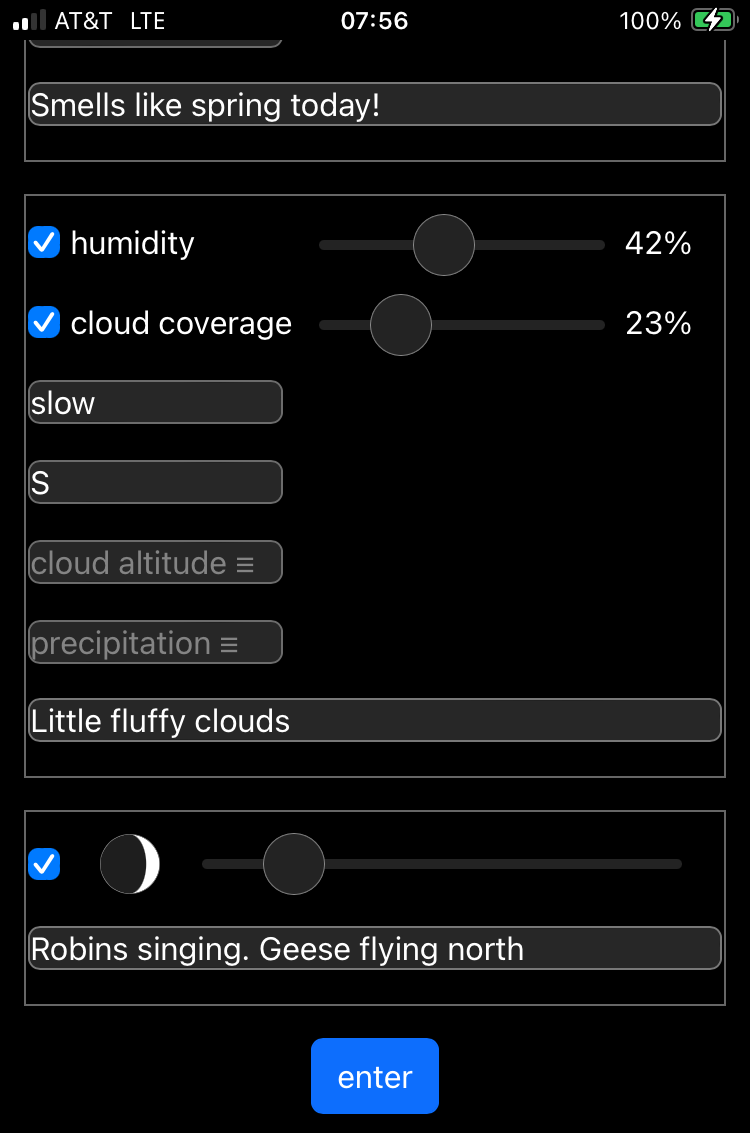 AT&T LTE 07:56 100%
Smells like spring today!
humidity 42%
cloud coverage 23%
slow
S
cloud altitude ≡
precipitation ≡
Little fluffy clouds
Robins singing. Geese flying north
enter